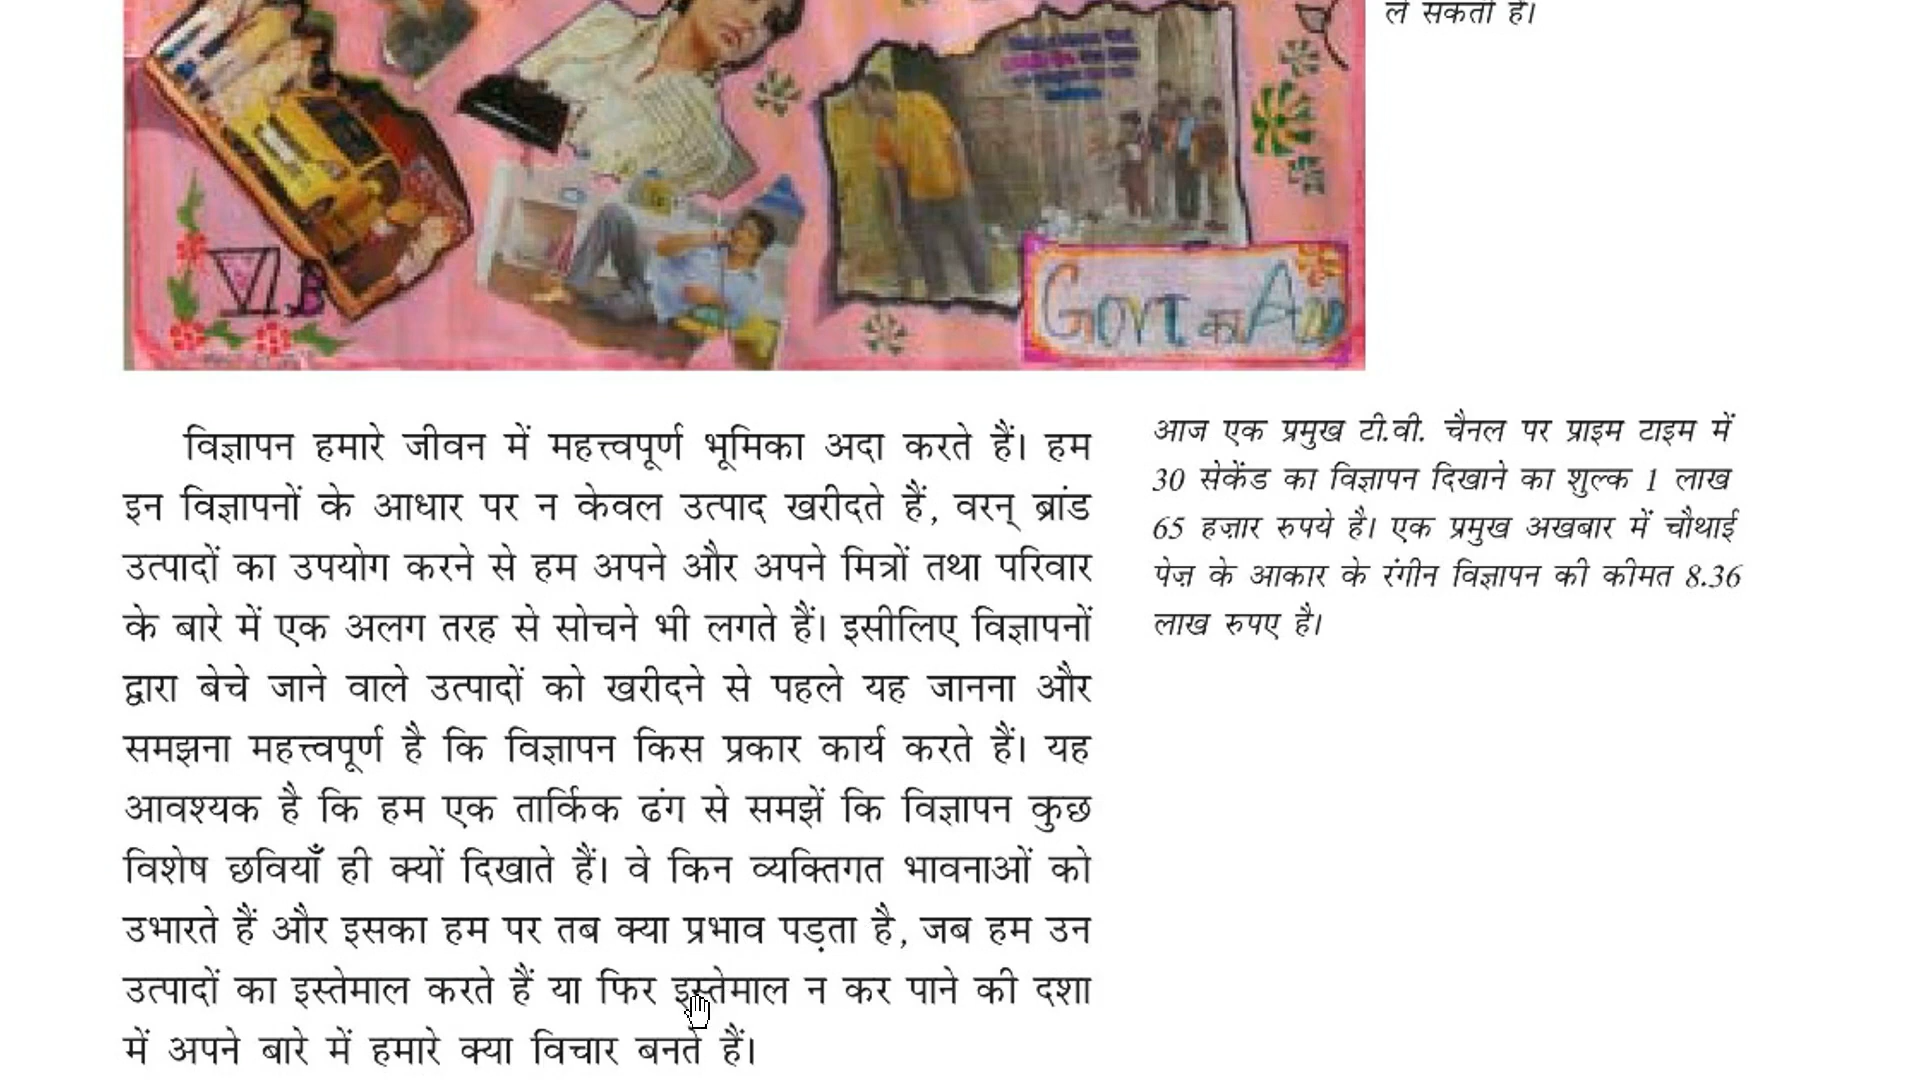 ले सकती है।
VI B
Govt का Add
विज्ञापन हमारे जीवन में महत्त्वपूर्ण भूमिका अदा करते हैं। हम
इन विज्ञापनों के आधार पर न केवल उत्पाद खरीदते हैं, वरन् ब्रांड
उत्पादों का उपयोग करने से हम अपने और अपने मित्रों तथा परिवार
के बारे में एक अलग तरह से सोचने भी लगते हैं। इसीलिए विज्ञापनों
द्वारा बेचे जाने वाले उत्पादों को खरीदने से पहले यह जानना और
समझना महत्त्वपूर्ण है कि विज्ञापन किस प्रकार कार्य करते हैं। यह
आवश्यक है कि हम एक तार्किक ढंग से समझें कि विज्ञापन कुछ
विशेष छवियाँ ही क्यों दिखाते हैं। वे किन व्यक्तिगत भावनाओं को
उभारते हैं और इसका हम पर तब क्या प्रभाव पड़ता है, जब हम उन
उत्पादों का इस्तेमाल करते हैं या फिर इस्तेमाल न कर पाने की दशा
में अपने बारे में हमारे क्या विचार बनते हैं।
आज एक प्रमुख टी.वी. चैनल पर प्राइम टाइम में
30 सेकेंड का विज्ञापन दिखाने का शुल्क 1 लाख
65 हज़ार रुपये है। एक प्रमुख अखबार में चौथाई
पेज़ के आकार के रंगीन विज्ञापन की कीमत 8.36
लाख रुपए है।